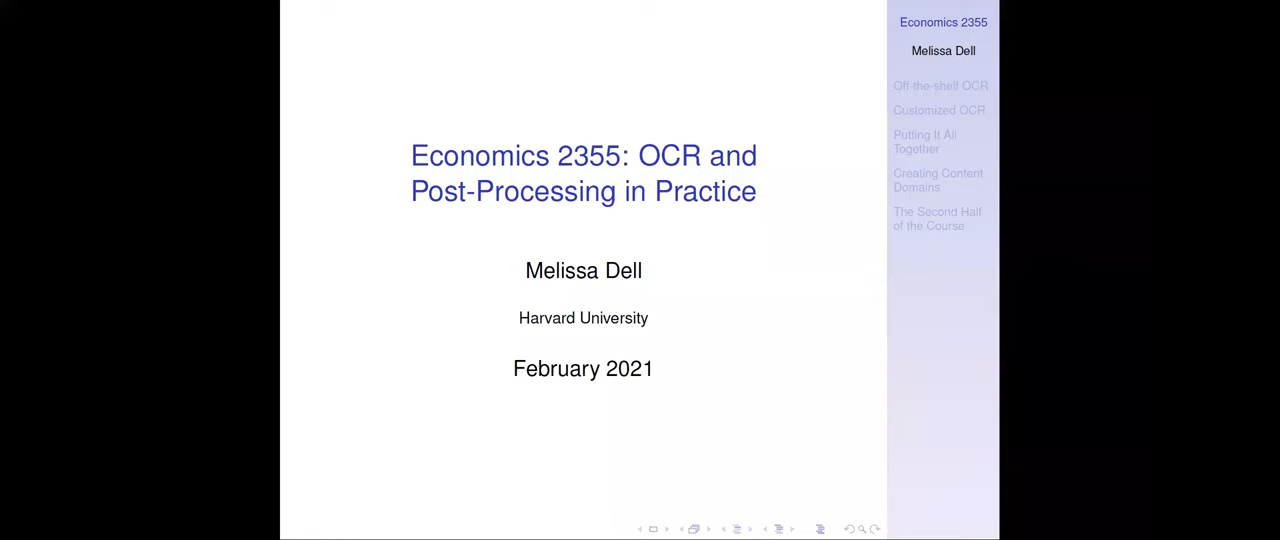 Economics 2355: OCR and
Post-Processing in Practice
Melissa Dell
Harvard University
February 2021
Economics 2355
Melissa Dell
Off-the-shelf OCR
Customized OCR
Putting It All
Together
Creating Content
Domains
The Second Half
of the Course